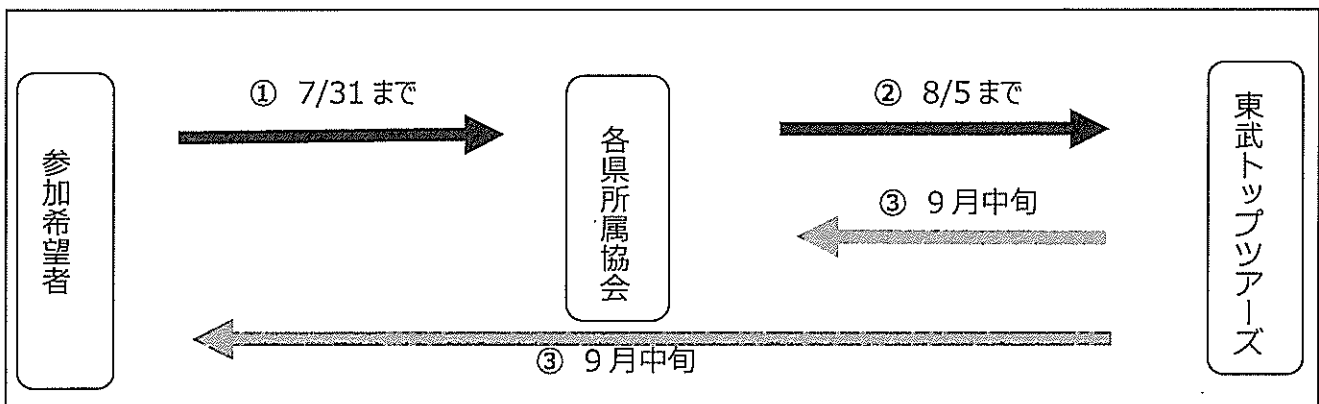 ① 7/31まで
② 8/5まで
参加希望者
各県所属協会
東武トップツアーズ
③ 9月中旬
③ 9月中旬